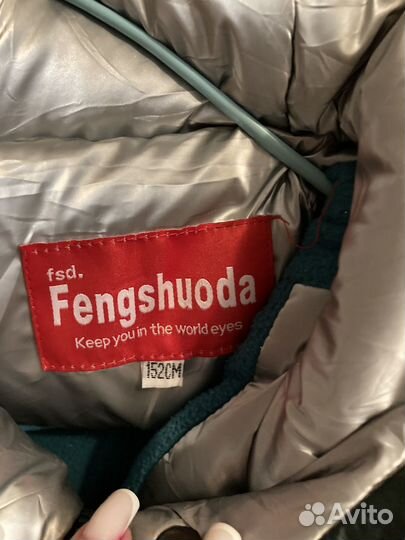 fsd.
Fengshuoda
Keep you in the world eyes
152CM
Avito